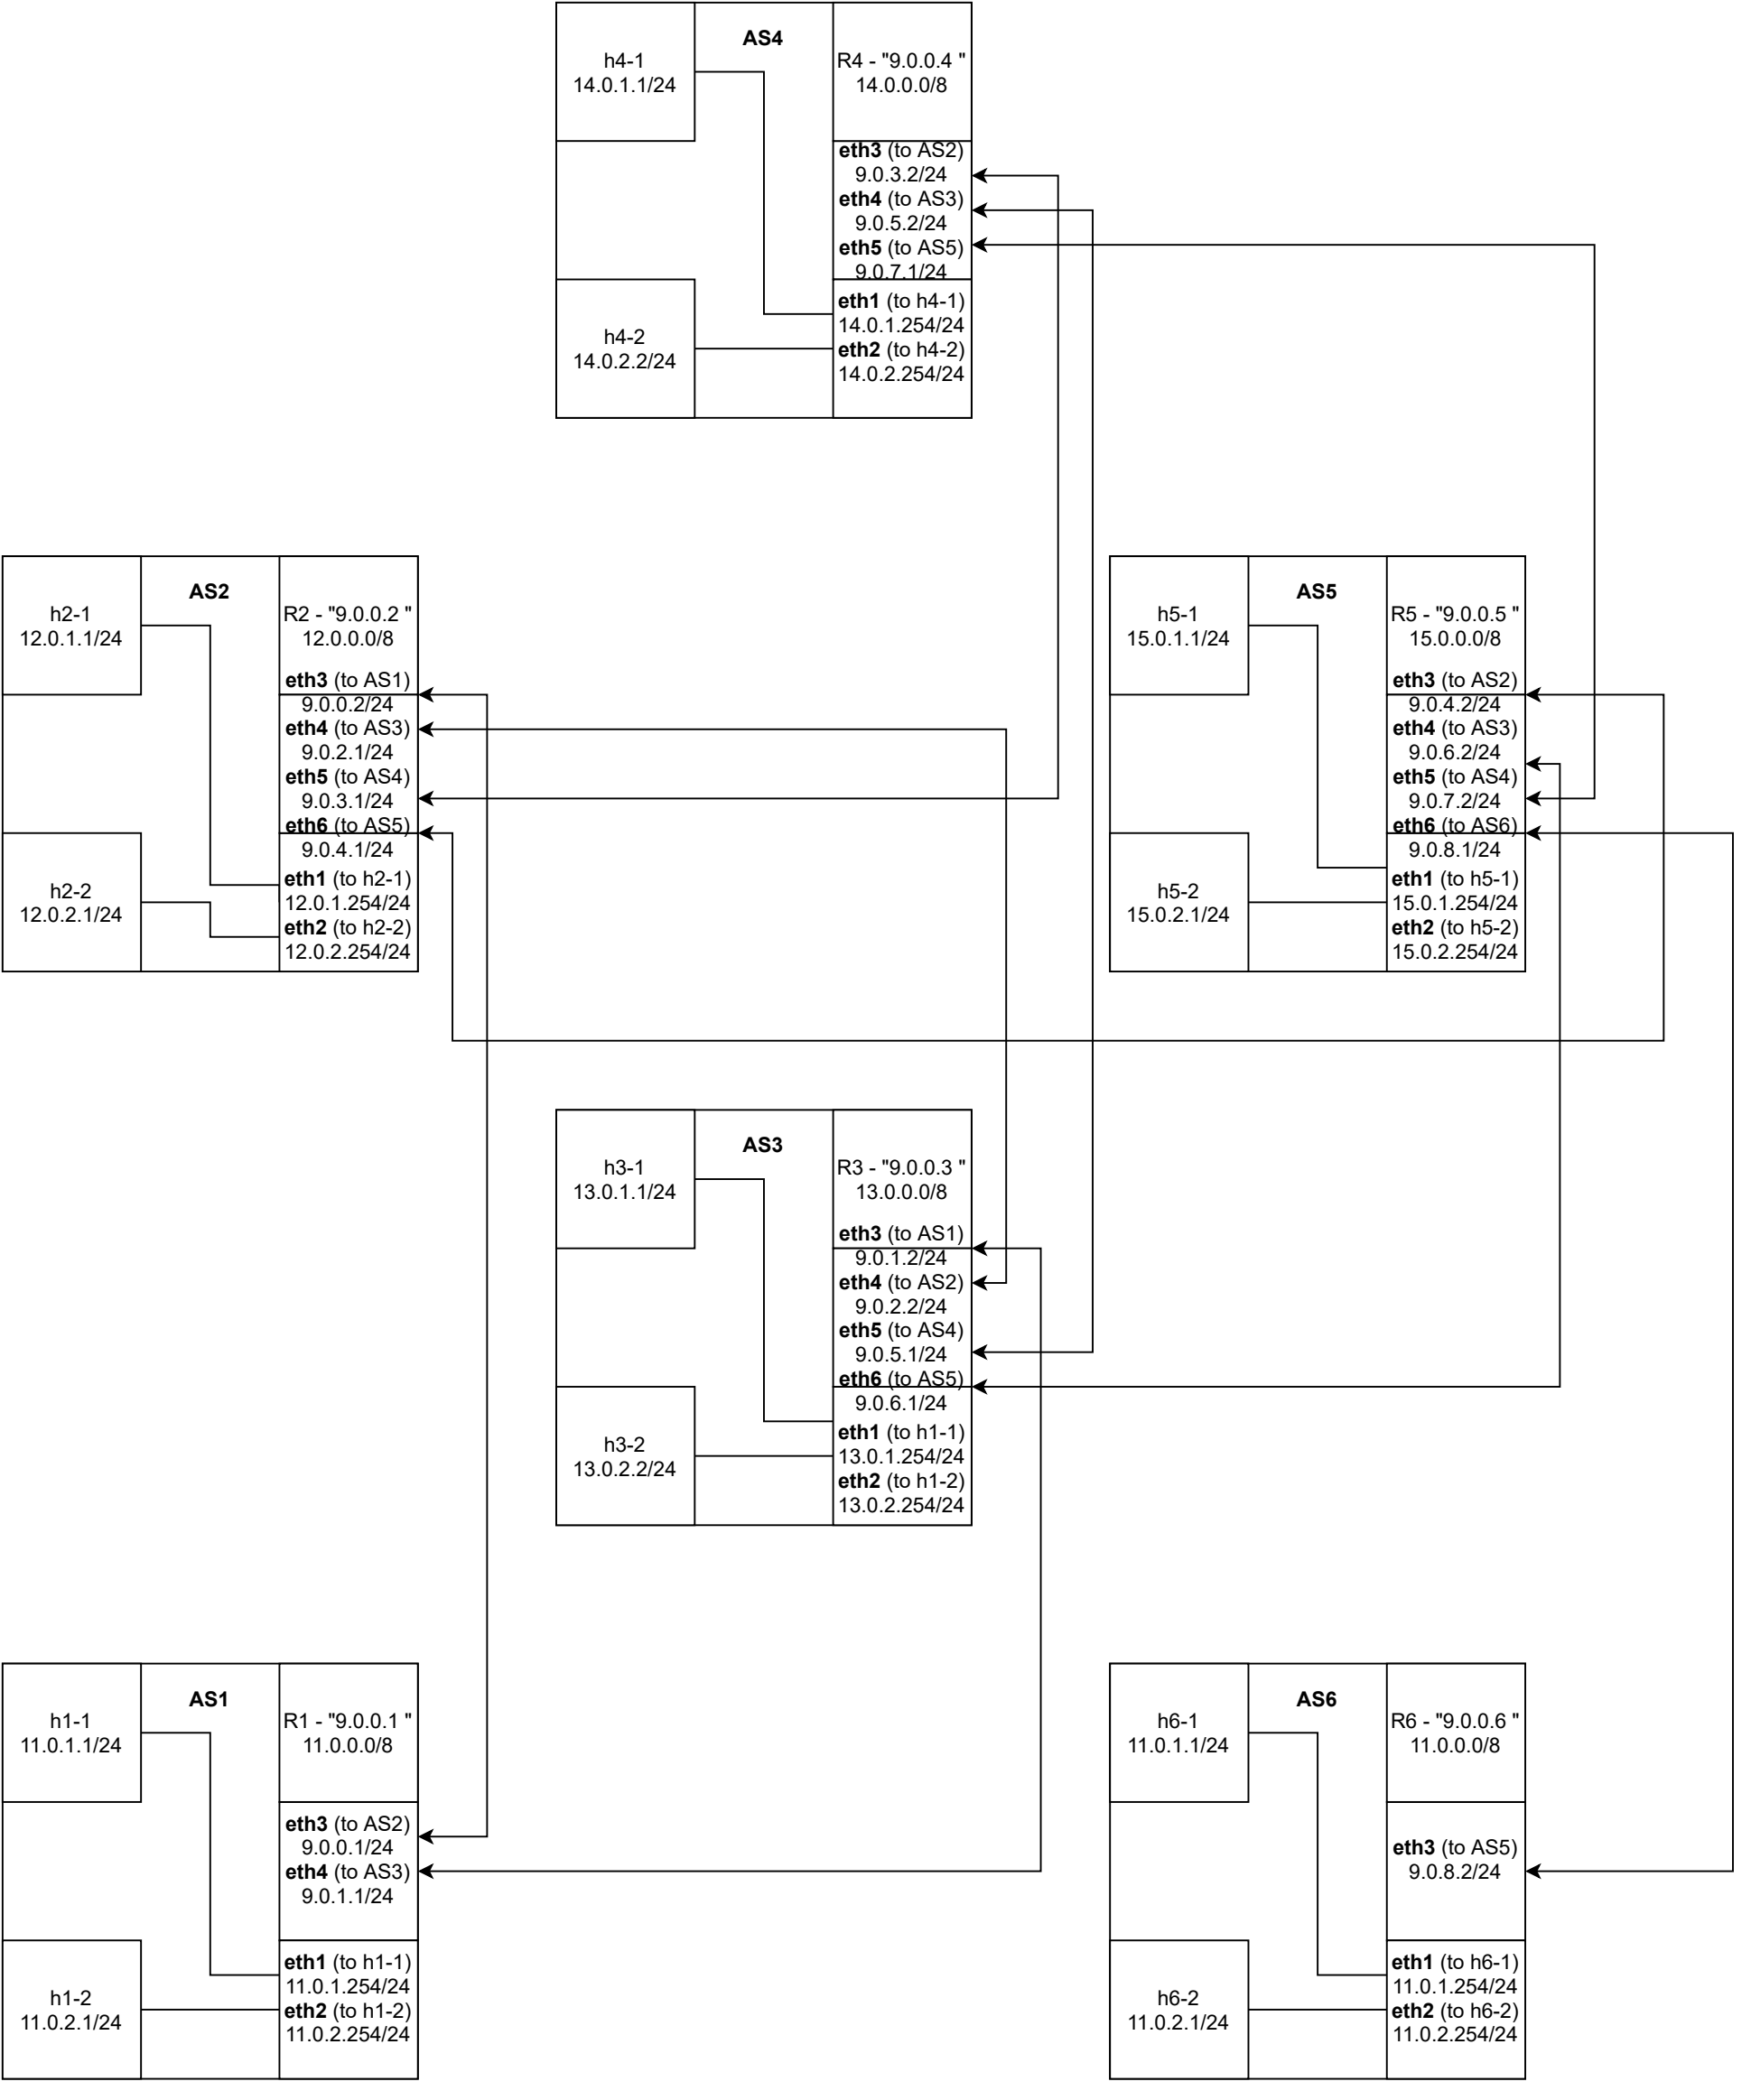 AS4
h4-1
14.0.1.1/24
R4 - "9.0.0.4 "
14.0.0.0/8
eth3 (to AS2)
9.0.3.2/24
eth4 (to AS3)
9.0.5.2/24
eth5 (to AS5)
9.0.7.1/24
h4-2
14.0.2.2/24
eth1 (to h4-1)
14.0.1.254/24
eth2 (to h4-2)
14.0.2.254/24
AS2
h2-1
12.0.1.1/24
R2 - "9.0.0.2 "
12.0.0.0/8
eth3 (to AS1)
9.0.0.2/24
eth4 (to AS3)
9.0.2.1/24
eth5 (to AS4)
9.0.3.1/24
eth6 (to AS5)
9.0.4.1/24
h2-2
12.0.2.1/24
eth1 (to h2-1)
12.0.1.254/24
eth2 (to h2-2)
12.0.2.254/24
AS5
h5-1
15.0.1.1/24
R5 - "9.0.0.5 "
15.0.0.0/8
eth3 (to AS2)
9.0.4.2/24
eth4 (to AS3)
9.0.6.2/24
eth5 (to AS4)
9.0.7.2/24
eth6 (to AS6)
9.0.8.1/24
h5-2
15.0.2.1/24
eth1 (to h5-1)
15.0.1.254/24
eth2 (to h5-2)
15.0.2.254/24
AS3
h3-1
13.0.1.1/24
R3 - "9.0.0.3 "
13.0.0.0/8
eth3 (to AS1)
9.0.1.2/24
eth4 (to AS2)
9.0.2.2/24
eth5 (to AS4)
9.0.5.1/24
eth6 (to AS5)
9.0.6.1/24
h3-2
13.0.2.2/24
eth1 (to h1-1)
13.0.1.254/24
eth2 (to h1-2)
13.0.2.254/24
AS1
h1-1
11.0.1.1/24
R1 - "9.0.0.1 "
11.0.0.0/8
eth3 (to AS2)
9.0.0.1/24
eth4 (to AS3)
9.0.1.1/24
h1-2
11.0.2.1/24
eth1 (to h1-1)
11.0.1.254/24
eth2 (to h1-2)
11.0.2.254/24
AS6
h6-1
11.0.1.1/24
R6 - "9.0.0.6 "
11.0.0.0/8
eth3 (to AS5)
9.0.8.2/24
h6-2
11.0.2.1/24
eth1 (to h6-1)
11.0.1.254/24
eth2 (to h6-2)
11.0.2.254/24